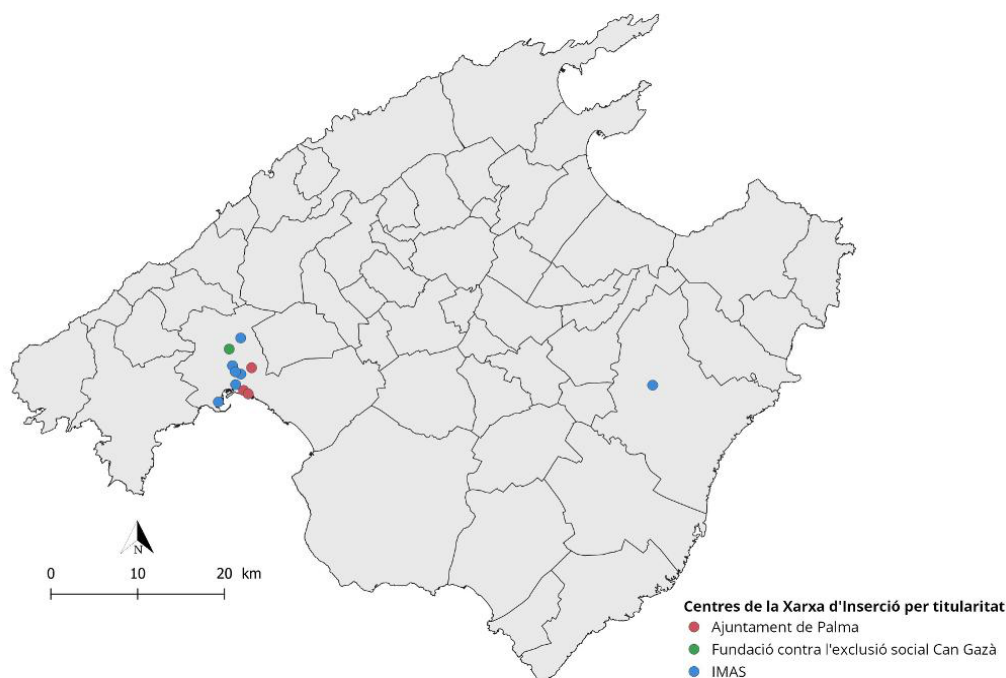 N
0 10 20 km
Centres de la Xarxa d'Inserció per titularitat
Ajuntament de Palma
Fundació contra l'exclusió social Can Gazà
IMAS